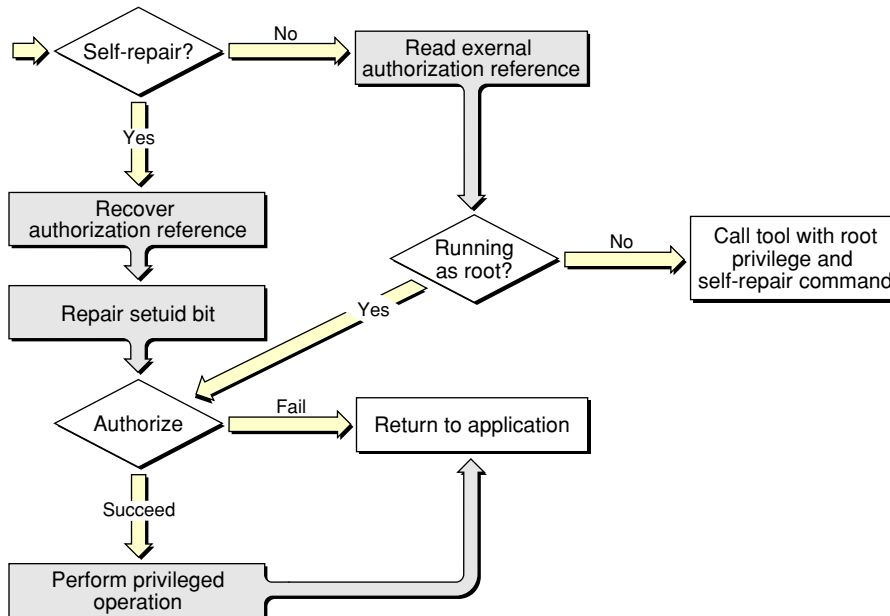 Self-repair?
No
Read exernal
authorization reference
Yes
Recover
authorization reference
Running
as root?
No
Call tool with root
privilege and
self-repair command
Repair setuid bit
Yes
Authorize
Fail
Return to application
Succeed
Perform privileged
operation